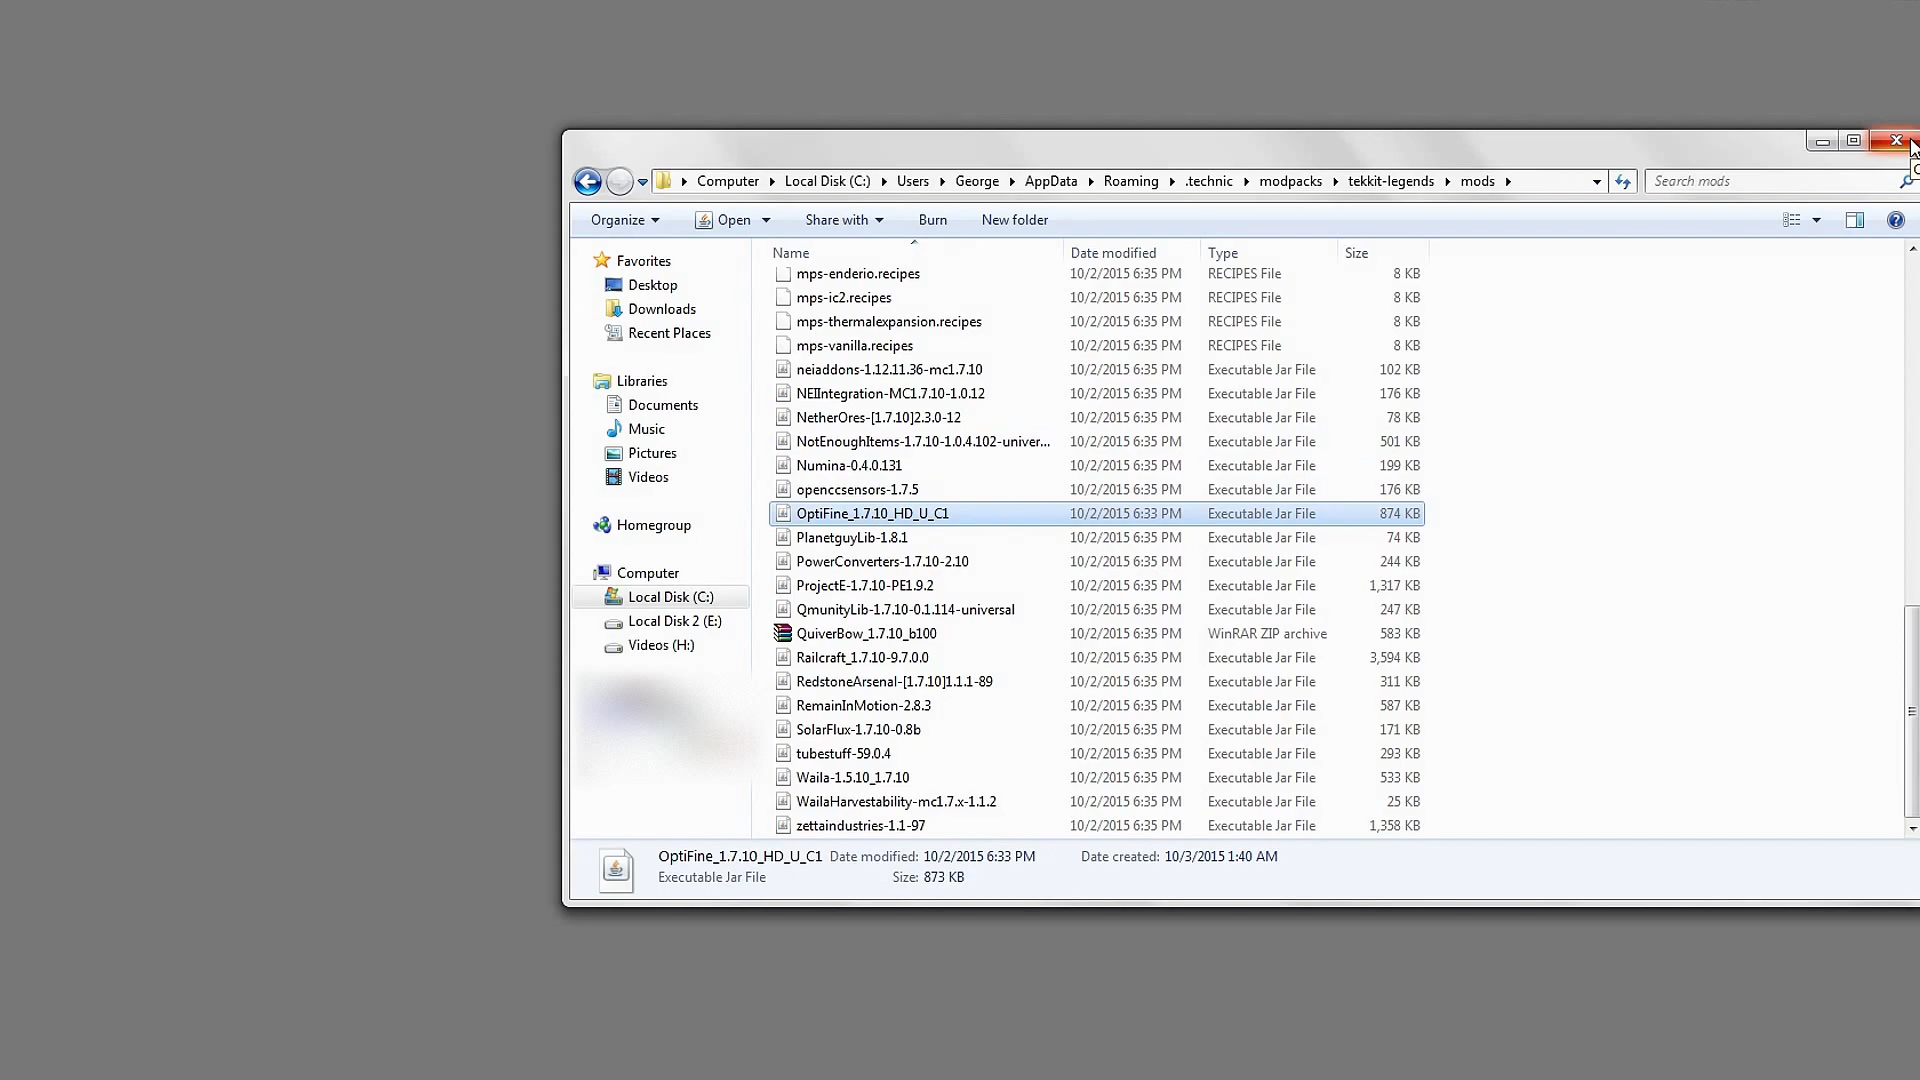 Computer Local Disk (C:) Users George AppData Roaming .technic modpacks tekkit-legends mods Search mods
Organize Open Share with Burn New folder
Favorites
Desktop
Downloads
Recent Places
Libraries
Documents
Music
Pictures
Videos
Homegroup
Computer
Local Disk (C:)
Local Disk 2 (E:)
Videos (H:)
Name Date modified Type Size
mps-enderio.recipes 10/2/2015 6:35 PM RECIPES File 8 KB
mps-ic2.recipes 10/2/2015 6:35 PM RECIPES File 8 KB
mps-thermalexpansion.recipes 10/2/2015 6:35 PM RECIPES File 8 KB
mps-vanilla.recipes 10/2/2015 6:35 PM RECIPES File 8 KB
neiaddons-1.12.11.36-mc1.7.10 10/2/2015 6:35 PM Executable Jar File 102 KB
NEIIntegration-MC1.7.10-1.0.12 10/2/2015 6:35 PM Executable Jar File 176 KB
NetherOres-[1.7.10]2.3.0-12 10/2/2015 6:35 PM Executable Jar File 78 KB
NotEnoughItems-1.7.10-1.0.4.102-univer... 10/2/2015 6:35 PM Executable Jar File 501 KB
Numina-0.4.0.131 10/2/2015 6:35 PM Executable Jar File 199 KB
openccsensors-1.7.5 10/2/2015 6:35 PM Executable Jar File 176 KB
OptiFine_1.7.10_HD_U_C1 10/2/2015 6:33 PM Executable Jar File 874 KB
PlanetguyLib-1.8.1 10/2/2015 6:35 PM Executable Jar File 74 KB
PowerConverters-1.7.10-2.10 10/2/2015 6:35 PM Executable Jar File 244 KB
ProjectE-1.7.10-PE1.9.2 10/2/2015 6:35 PM Executable Jar File 1,317 KB
QmunityLib-1.7.10-0.1.114-universal 10/2/2015 6:35 PM Executable Jar File 247 KB
QuiverBow_1.7.10_b100 10/2/2015 6:35 PM WinRAR ZIP archive 583 KB
Railcraft_1.7.10-9.7.0.0 10/2/2015 6:35 PM Executable Jar File 3,594 KB
RedstoneArsenal-[1.7.10]1.1.1-89 10/2/2015 6:35 PM Executable Jar File 311 KB
RemainInMotion-2.8.3 10/2/2015 6:35 PM Executable Jar File 587 KB
SolarFlux-1.7.10-0.8b 10/2/2015 6:35 PM Executable Jar File 171 KB
tubestuff-59.0.4 10/2/2015 6:35 PM Executable Jar File 293 KB
Waila-1.5.10_1.7.10 10/2/2015 6:35 PM Executable Jar File 533 KB
WailaHarvestability-mc1.7.x-1.1.2 10/2/2015 6:35 PM Executable Jar File 25 KB
zettaindustries-1.1-97 10/2/2015 6:35 PM Executable Jar File 1,358 KB
OptiFine_1.7.10_HD_U_C1 Date modified: 10/2/2015 6:33 PM Date created: 10/3/2015 1:40 AM
Executable Jar File Size: 873 KB